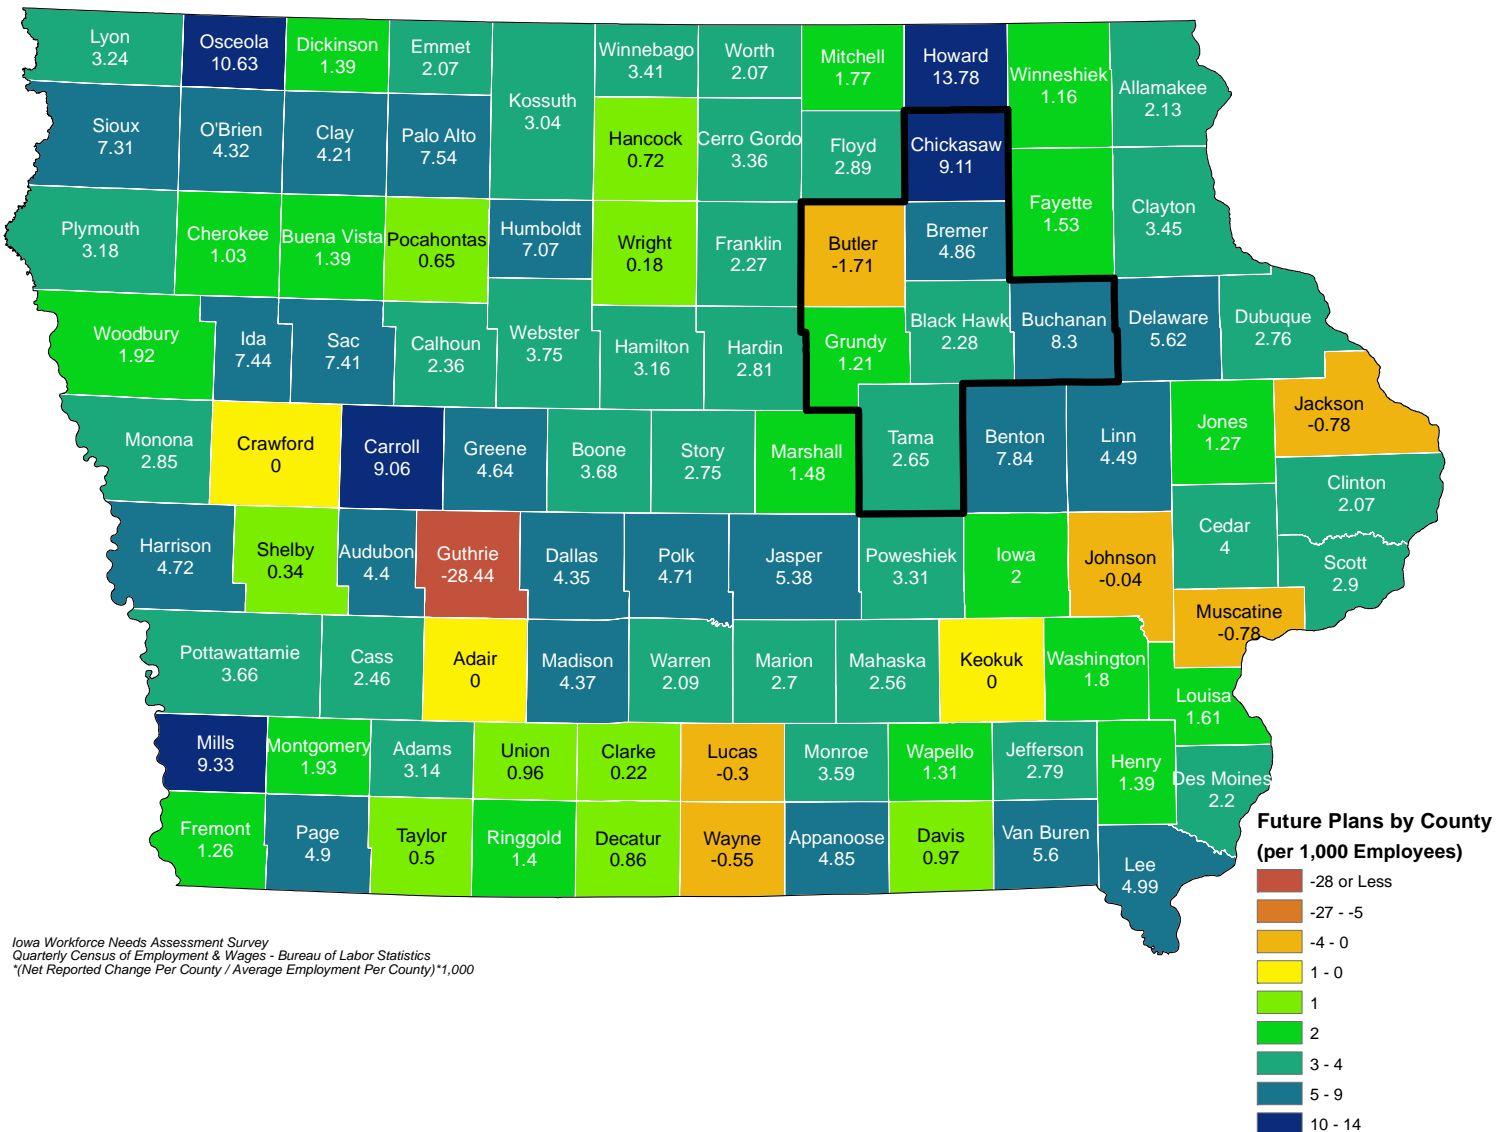 Lyon
3.24
Osceola
10.63
Dickinson
1.39
Emmet
2.07
Kossuth
3.04
Winnebago
3.41
Worth
2.07
Mitchell
1.77
Howard
13.78
Winneshiek
1.16
Allamakee
2.13
Sioux
7.31
O'Brien
4.32
Clay
4.21
Palo Alto
7.54
Hancock
0.72
Cerro Gordo
3.36
Floyd
2.89
Chickasaw
9.11
Fayette
1.53
Clayton
3.45
Plymouth
3.18
Cherokee
1.03
Buena Vista
1.39
Pocahontas
0.65
Humboldt
7.07
Wright
0.18
Franklin
2.27
Butler
-1.71
Bremer
4.86
Woodbury
1.92
Ida
7.44
Sac
7.41
Calhoun
2.36
Webster
3.75
Hamilton
3.16
Hardin
2.81
Grundy
1.21
Black Hawk
2.28
Buchanan
8.3
Delaware
5.62
Dubuque
2.76
Monona
2.85
Crawford
0
Carroll
9.06
Greene
4.64
Boone
3.68
Story
2.75
Marshall
1.48
Tama
2.65
Benton
7.84
Linn
4.49
Jones
1.27
Jackson
-0.78
Clinton
2.07
Harrison
4.72
Shelby
0.34
Audubon
4.4
Guthrie
-28.44
Dallas
4.35
Polk
4.71
Jasper
5.38
Poweshiek
3.31
Iowa
2
Johnson
-0.04
Cedar
4
Scott
2.9
Muscatine
-0.78
Pottawattamie
3.66
Cass
2.46
Adair
0
Madison
4.37
Warren
2.09
Marion
2.7
Mahaska
2.56
Keokuk
0
Washington
1.8
Louisa
1.61
Mills
9.33
Montgomery
1.93
Adams
3.14
Union
0.96
Clarke
0.22
Lucas
-0.3
Monroe
3.59
Wapello
1.31
Jefferson
2.79
Henry
1.39
Des Moines
2.2
Fremont
1.26
Page
4.9
Taylor
0.5
Ringgold
1.4
Decatur
0.86
Wayne
-0.55
Appanoose
4.85
Davis
0.97
Van Buren
5.6
Lee
4.99
Future Plans by County
(per 1,000 Employees)
-28 or Less
-27 - -5
-4 - 0
1 - 0
1
2
3 - 4
5 - 9
10 - 14
Iowa Workforce Needs Assessment Survey
Quarterly Census of Employment & Wages - Bureau of Labor Statistics
*(Net Reported Change Per County / Average Employment Per County)*1,000